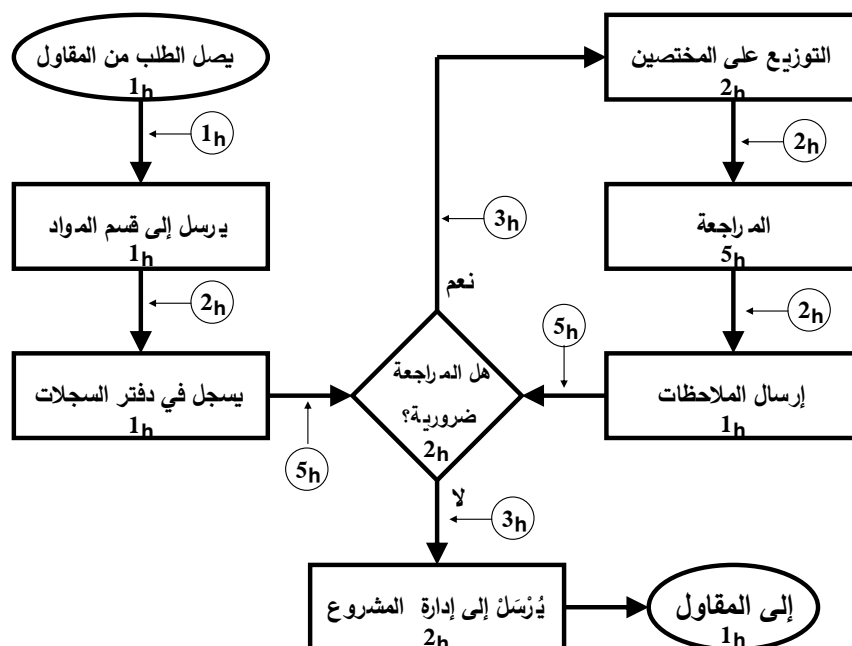 يصل الطلب من المقاول
1h
1h
يرسل إلى قسم المواد
1h
2h
يسجل في دفتر السجلات
1h
5h
هل المراجعة
ضرورية؟
2h
نعم
3h
التوزيع على المختصين
2h
2h
المراجعة
5h
2h
إرسال الملاحظات
1h
5h
لا
3h
يُرْسَلْ إلى إدارة المشروع
2h
إلى المقاول
1h